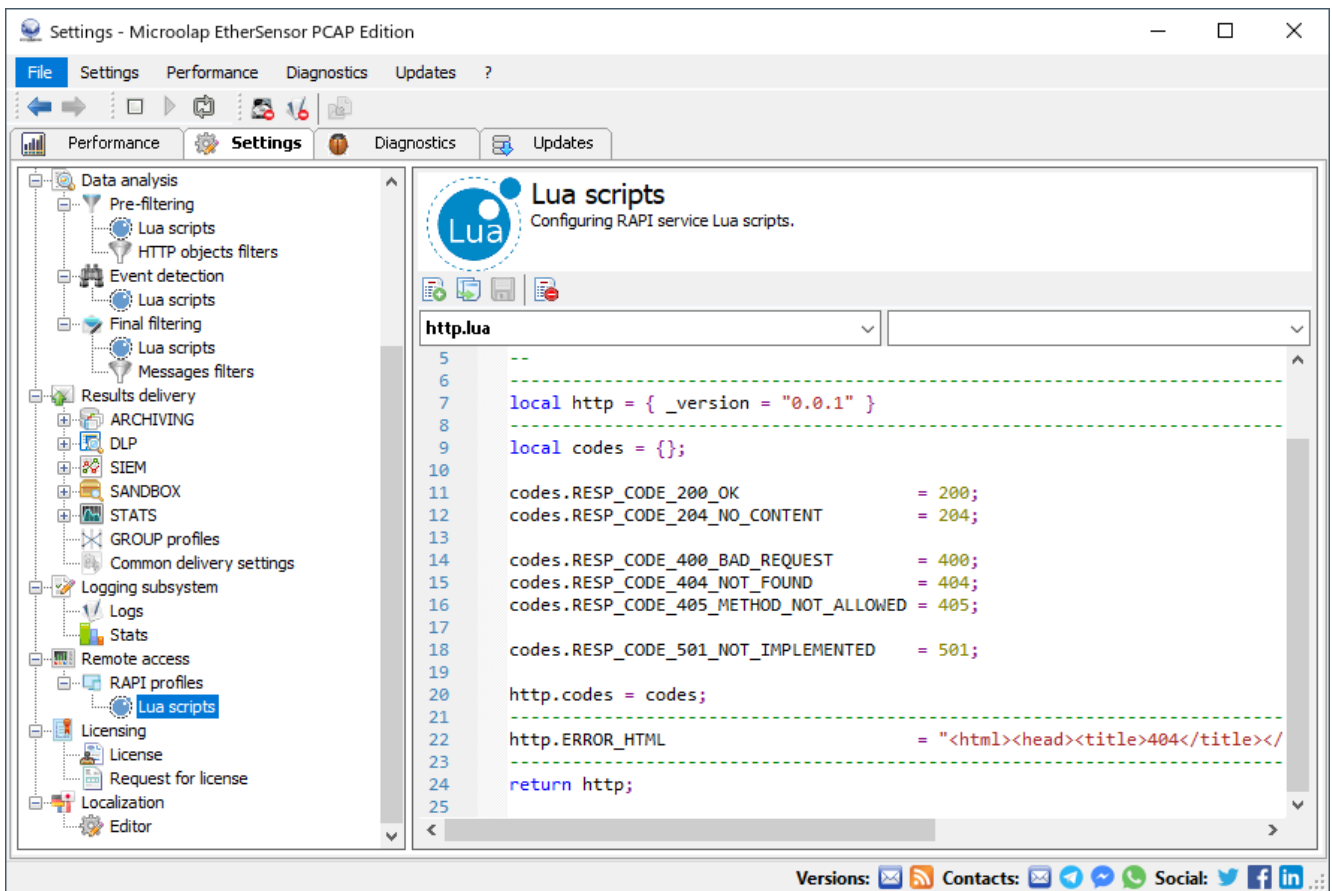 Settings - Microolap EtherSensor PCAP Edition
File Settings Performance Diagnostics Updates ?
Performance Settings Diagnostics Updates
Data analysis
Pre-filtering
Lua scripts
HTTP objects filters
Event detection
Lua scripts
Final filtering
Lua scripts
Messages filters
Results delivery
ARCHIVING
DLP
SIEM
SANDBOX
STATS
GROUP profiles
Common delivery settings
Logging subsystem
Logs
Stats
Remote access
RAPI profiles
Lua scripts
Licensing
License
Request for license
Localization
Editor
Lua
Lua scripts
Configuring RAPI service Lua scripts.
http.lua
5 --
6 --------------------------------------------------------------------------
7 local http = { _version = "0.0.1" }
8 --------------------------------------------------------------------------
9 local codes = {};
10
11 codes.RESP_CODE_200_OK = 200;
12 codes.RESP_CODE_204_NO_CONTENT = 204;
13
14 codes.RESP_CODE_400_BAD_REQUEST = 400;
15 codes.RESP_CODE_404_NOT_FOUND = 404;
16 codes.RESP_CODE_405_METHOD_NOT_ALLOWED = 405;
17
18 codes.RESP_CODE_501_NOT_IMPLEMENTED = 501;
19
20 http.codes = codes;
21 --------------------------------------------------------------------------
22 http.ERROR_HTML = "<html><head><title>404</title></
23 --------------------------------------------------------------------------
24 return http;
25
Versions: Contacts: Social: